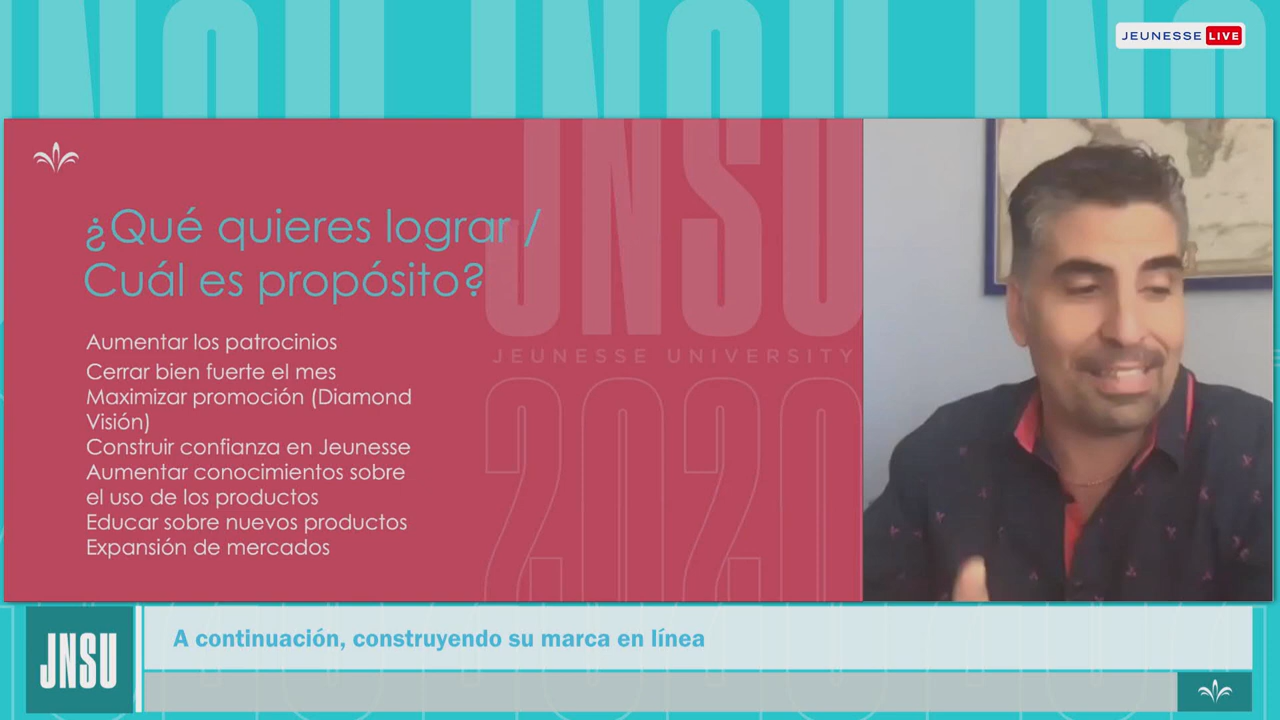 JEUNESSE LIVE
¿Qué quieres lograr /
Cuál es propósito?
Aumentar los patrocinios
Cerrar bien fuerte el mes
Maximizar promoción (Diamond
Visión)
Construir confianza en Jeunesse
Aumentar conocimientos sobre
el uso de los productos
Educar sobre nuevos productos
Expansión de mercados
JNSU
JEUNESSE UNIVERSITY
2020
JNSU
A continuación, construyendo su marca en línea